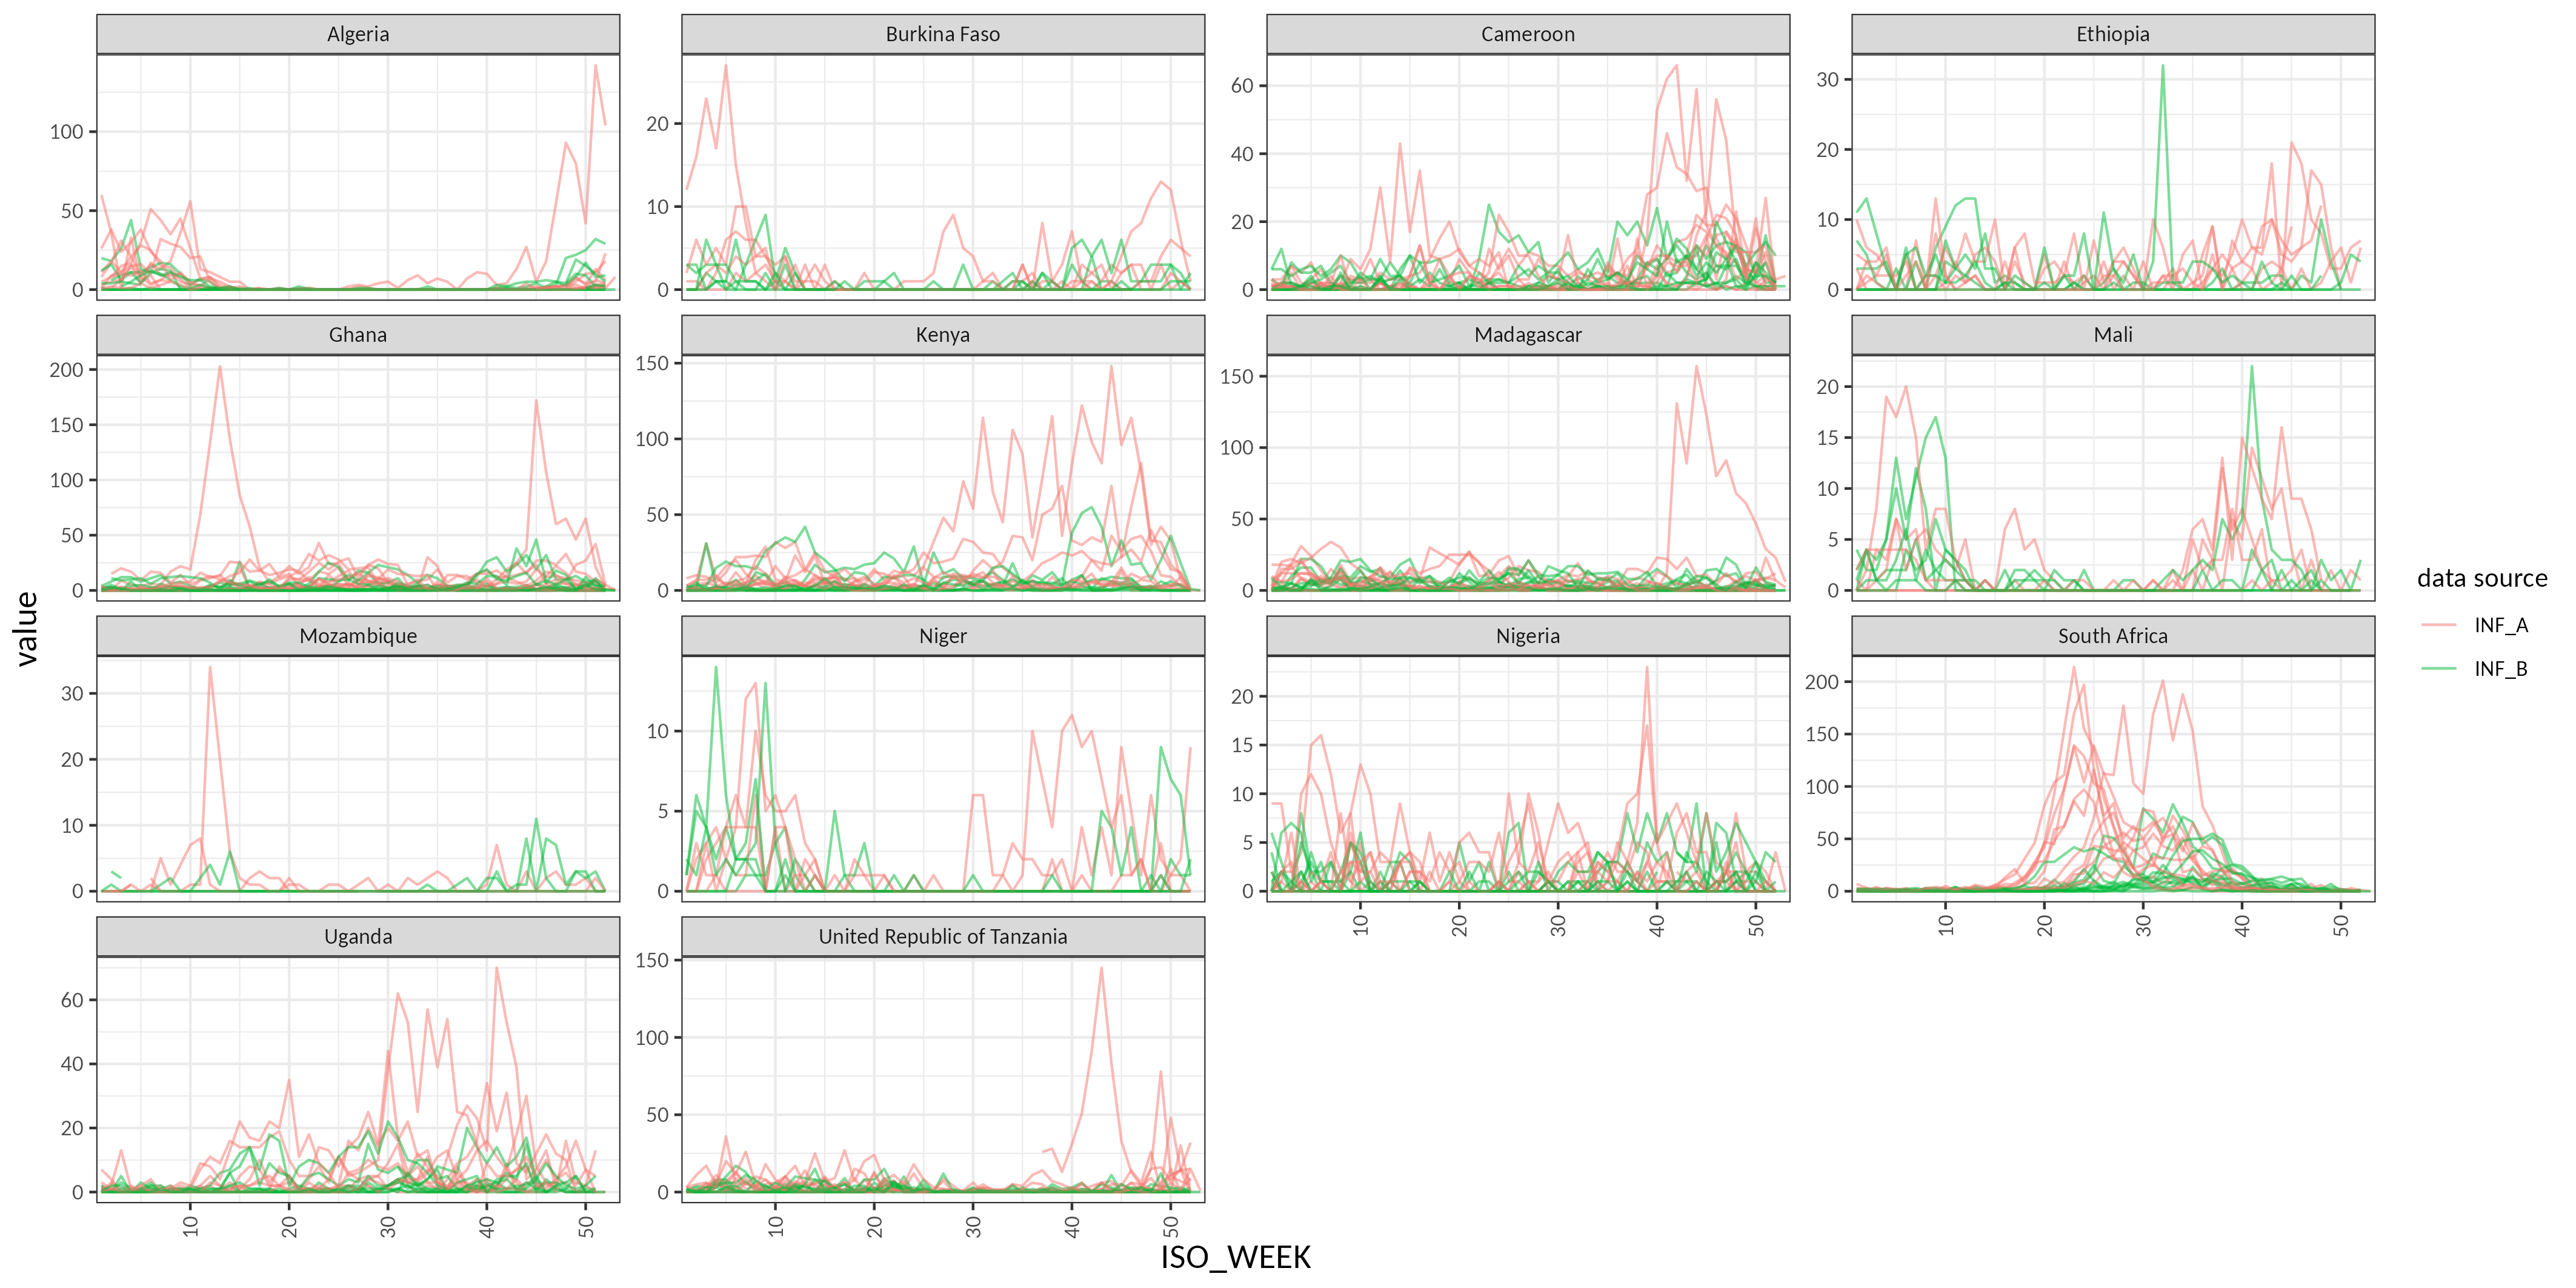 Algeria
Burkina Faso
Cameroon
Ethiopia
100
50
0
20
10
0
60
40
20
0
30
20
10
0
Ghana
Kenya
Madagascar
Mali
200
150
100
50
0
150
100
50
0
150
100
50
0
20
15
10
5
0
value
data source
INF_A
INF_B
Mozambique
Niger
Nigeria
South Africa
30
20
10
0
10
5
0
20
15
10
5
0
200
150
100
50
0
10 20 30 40 50
10 20 30 40 50
Uganda
United Republic of Tanzania
60
40
20
0
150
100
50
0
10 20 30 40 50
10 20 30 40 50
ISO_WEEK